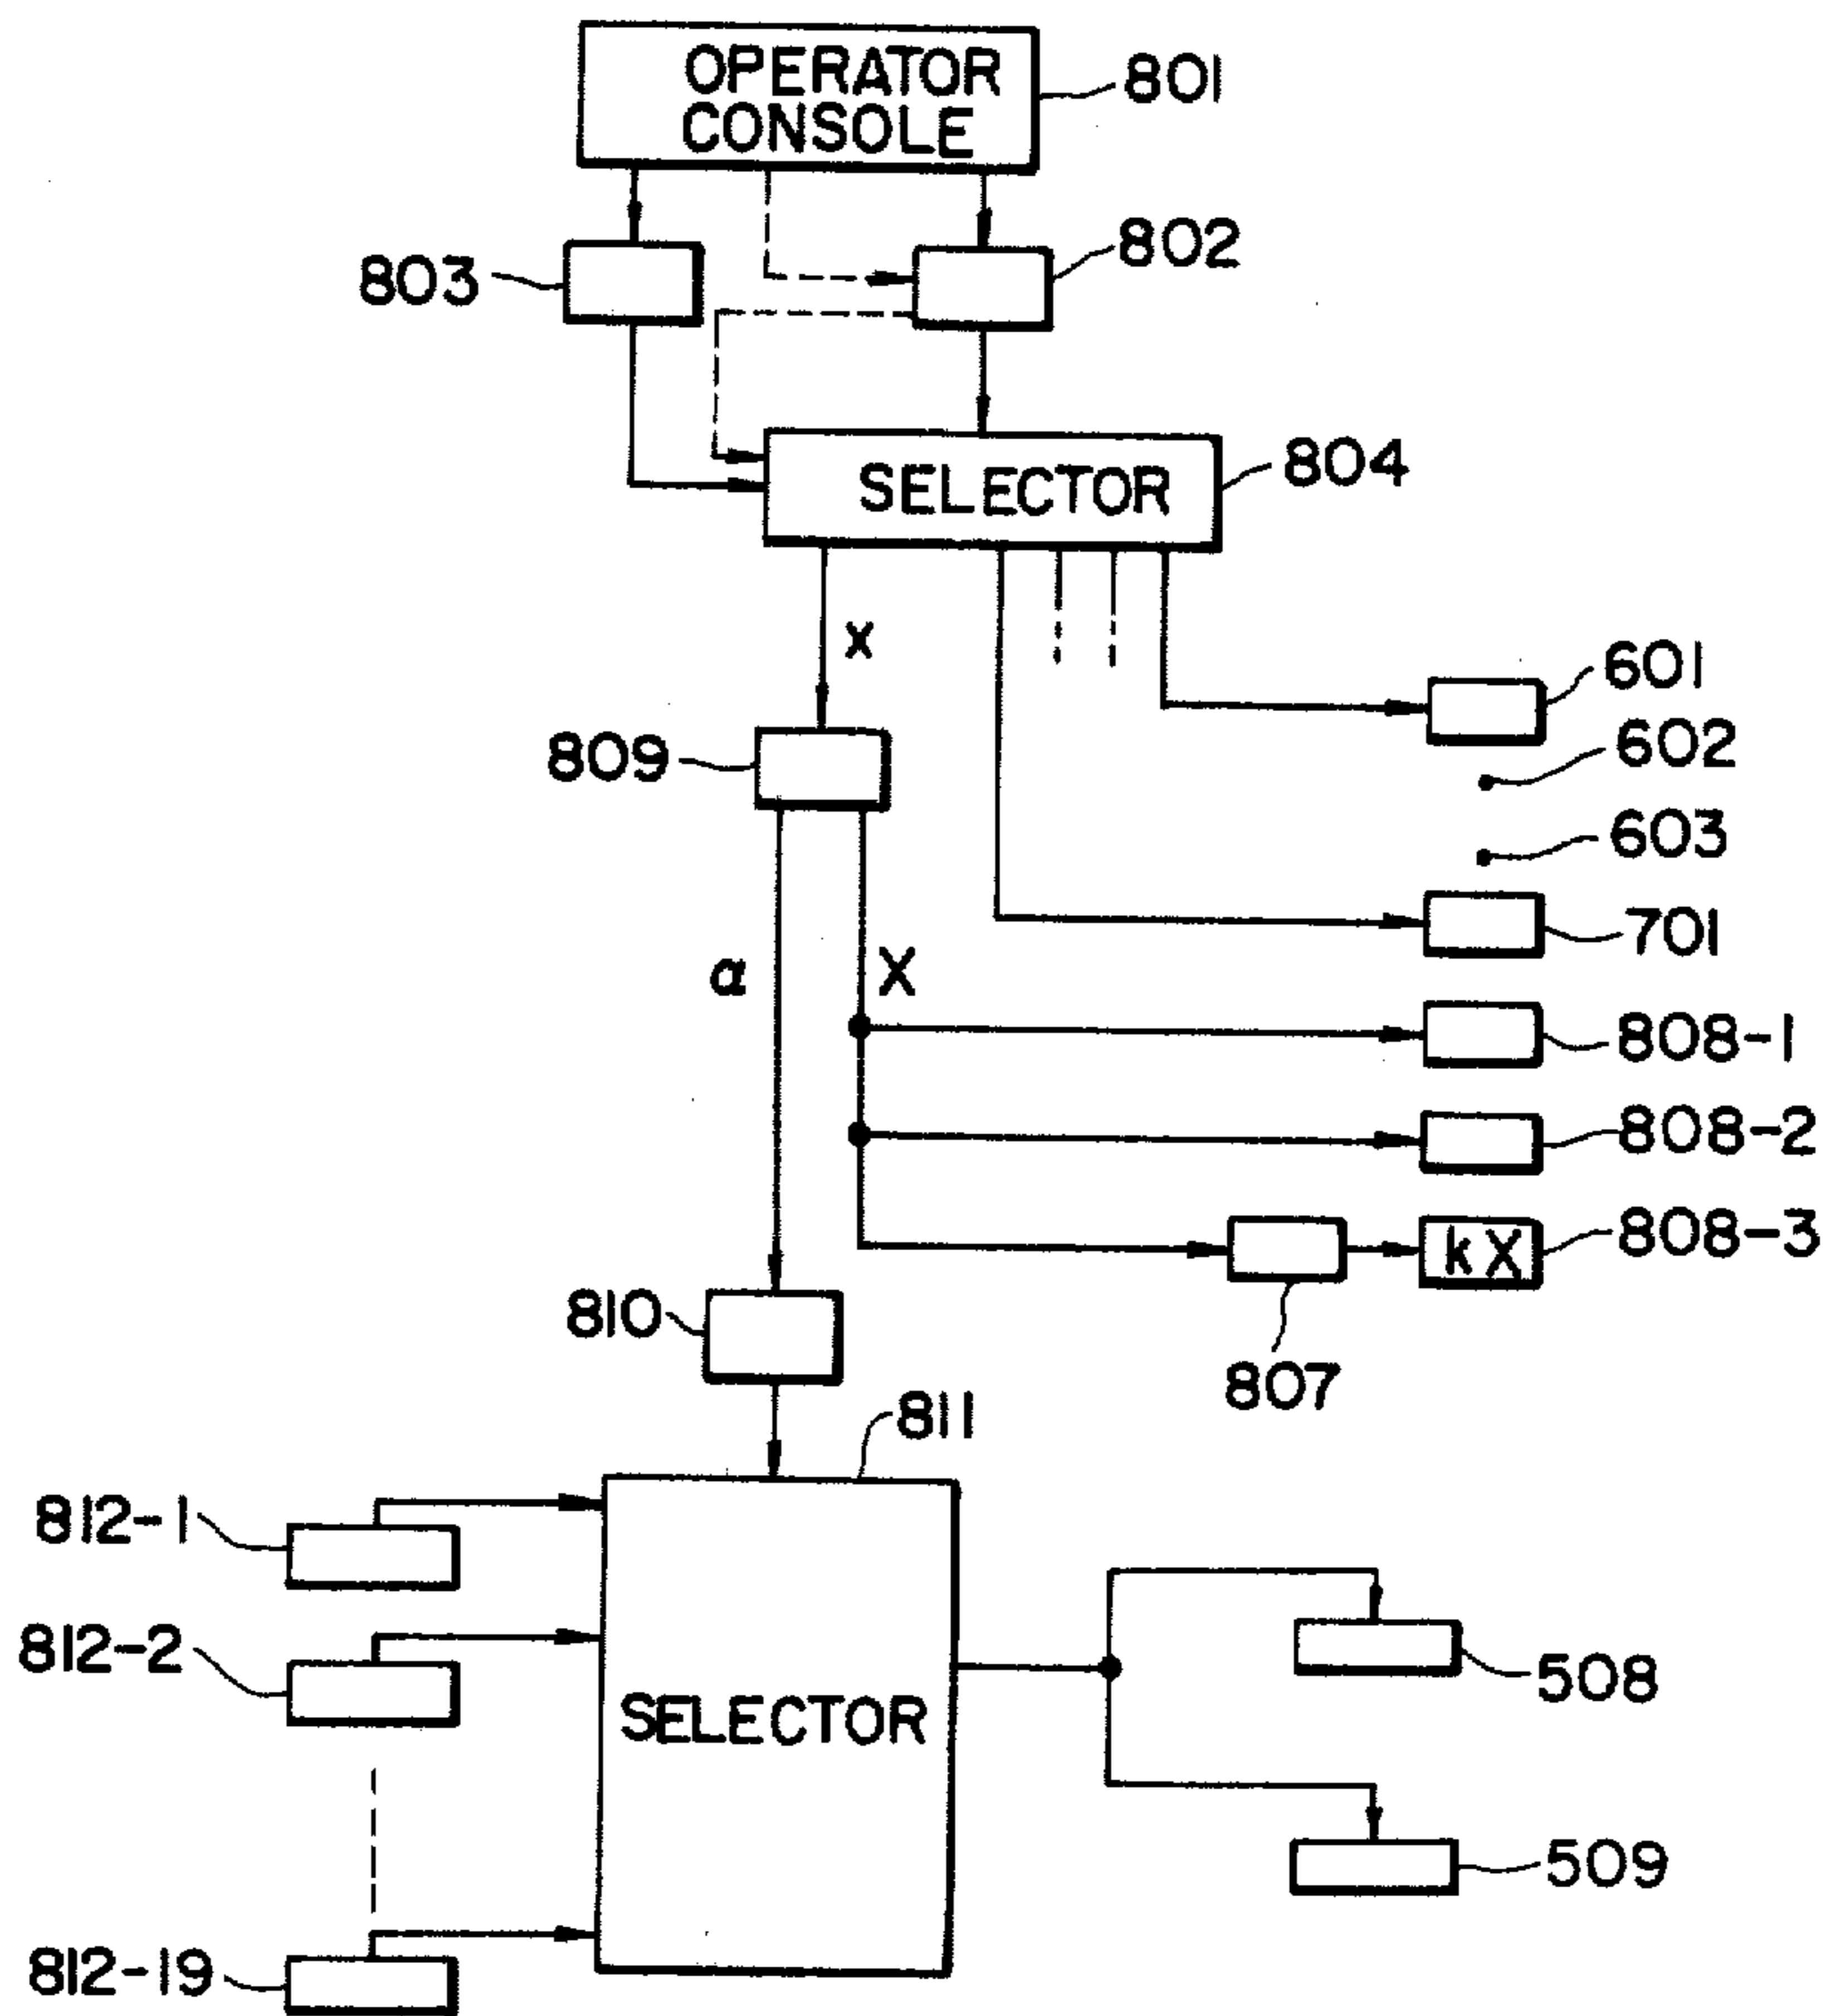 OPERATOR
CONSOLE
801
803
802
SELECTOR
804
x
601
602
809
603
701
α
X
808-1
808-2
kX
808-3
810
807
811
812-1
812-2
SELECTOR
508
509
812-19